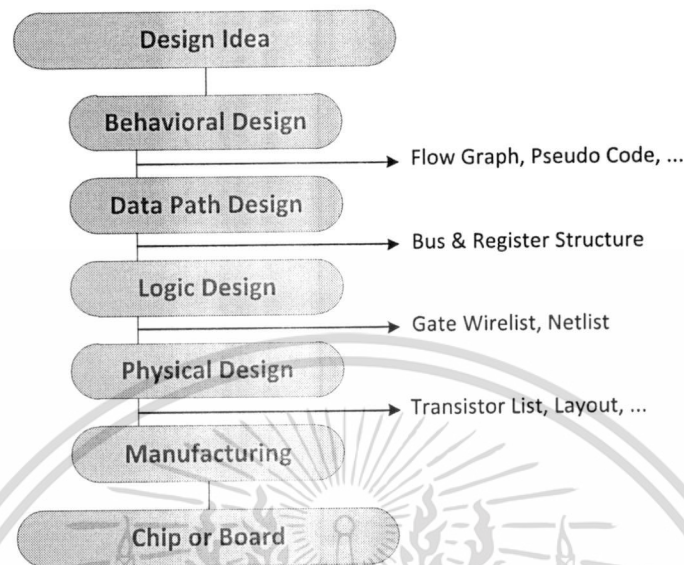 Design Idea
Behavioral Design
Flow Graph, Pseudo Code, ...
Data Path Design
Bus & Register Structure
Logic Design
Gate Wirelist, Netlist
Physical Design
Transistor List, Layout, ...
Manufacturing
Chip or Board